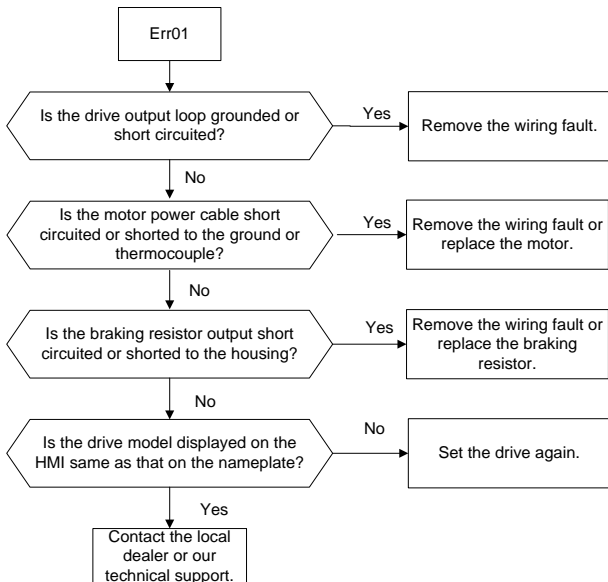 Err01
Is the drive output loop grounded or
short circuited?
Yes
Remove the wiring fault.
No
Is the motor power cable short
circuited or shorted to the ground or
thermocouple?
Yes
Remove the wiring fault or
replace the motor.
No
Is the braking resistor output short
circuited or shorted to the housing?
Yes
Remove the wiring fault or
replace the braking
resistor.
No
Is the drive model displayed on the
HMI same as that on the nameplate?
No
Set the drive again.
Yes
Contact the local
dealer or our
technical support.